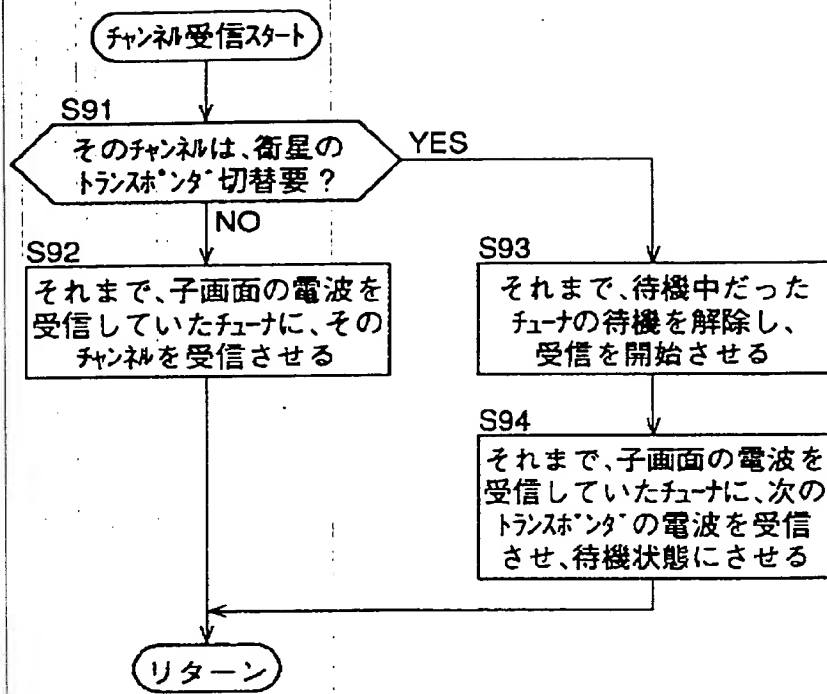 チャンネル受信スタート
S91
そのチャンネルは、衛星の
トランスポンダ切替要？
YES
NO
S92
それまで、子画面の電波を
受信していたチューナに、その
チャンネルを受信させる
S93
それまで、待機中だった
チューナの待機を解除し、
受信を開始させる
S94
それまで、子画面の電波を
受信していたチューナに、次の
トランスポンダの電波を受信
させ、待機状態にさせる
リターン